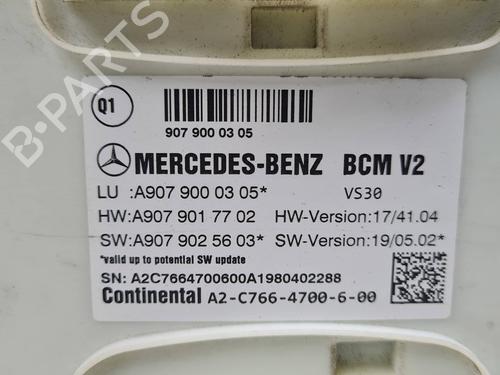 Q1
907 900 03 05
MERCEDES-BENZ BCM V2
LU :A907 900 03 05* VS30
HW:A907 901 77 02 HW-Version:17/41.04
SW:A907 902 56 03* SW-Version:19/05.02*
*valid up to potential SW update
SN: A2C7664700600A1980402288
Continental A2-C766-4700-6-00
B-PARTS